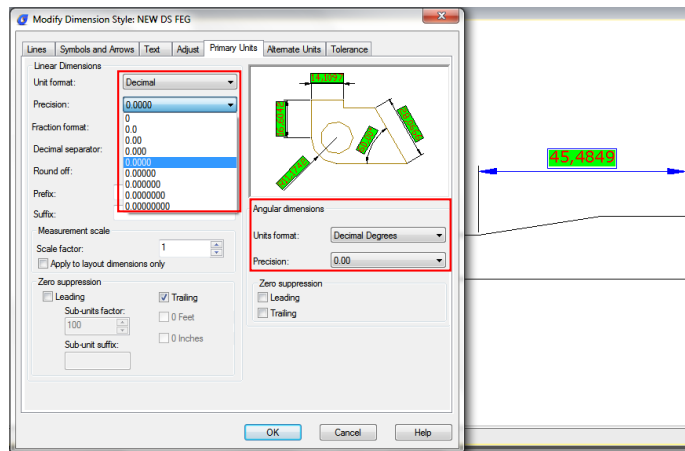 Modify Dimension Style: NEW DS FEG
Lines Symbols and Arrows Text Adjust Primary Units Alternate Units Tolerance
Linear Dimensions
Unit format: Decimal
Precision: 0.0000
0
0.0
0.00
0.000
0.0000
0.00000
0.000000
0.0000000
0.00000000
Fraction format:
Decimal separator:
Round off:
Prefix:
Suffix:
Measurement scale
Scale factor: 1
Apply to layout dimensions only
Zero suppression
Leading
Trailing
Sub-units factor:
100
0 Feet
Sub-unit suffix:
0 Inches
14,1097
Angular dimensions
Units format: Decimal Degrees
Precision: 0.00
Zero suppression
Leading
Trailing
OK Cancel Help
45,4849